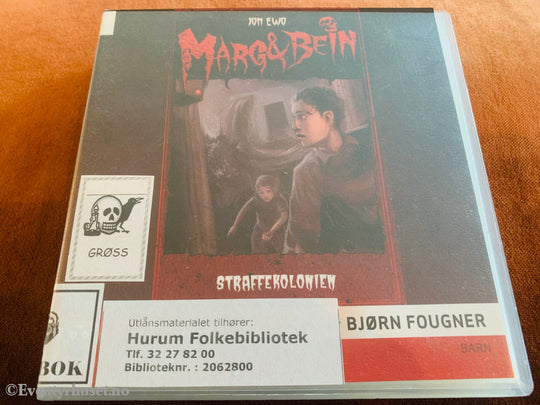 JON EWO
MARG & BEIN
GRØSS
STRAFFEKOLONIEN
Utlånsmaterialet tilhører:
Hurum Folkebibliotek
Tlf. 32 27 82 00
Biblioteknr. : 2062800
BJØRN FOUGNER
BARN
BOK
© Eventyrhuset.no